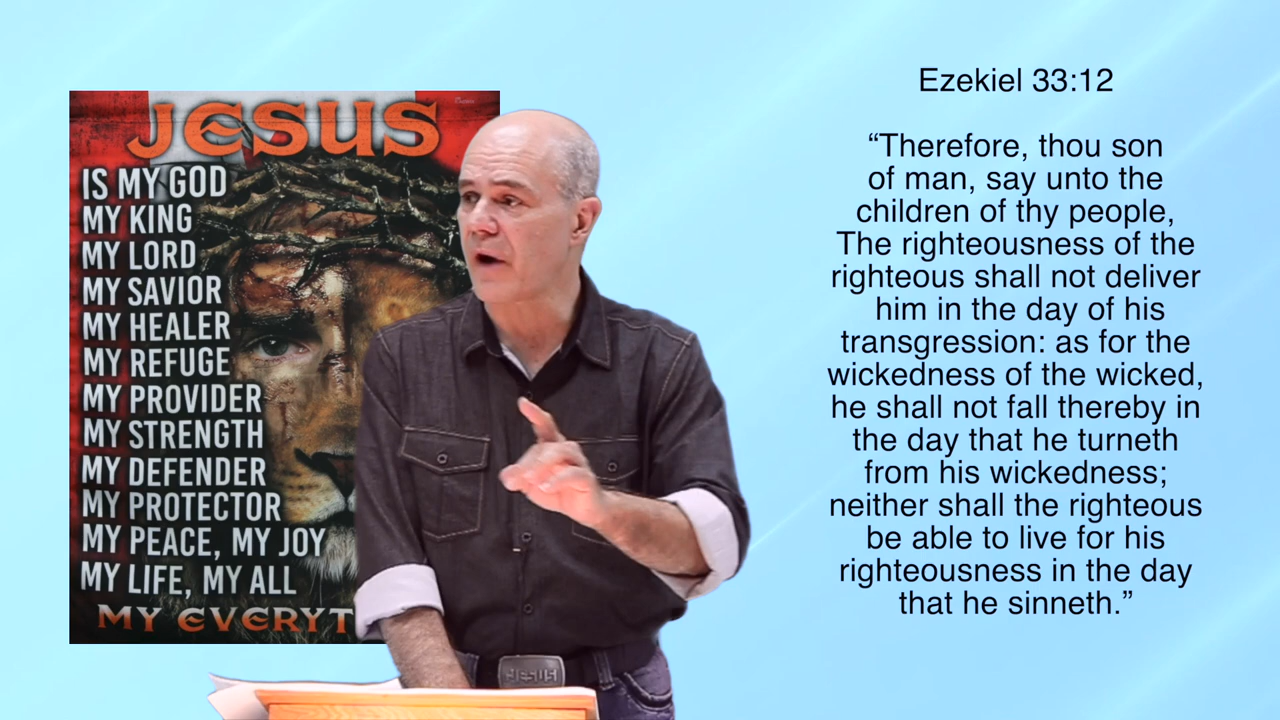 JESUS
IS MY GOD
MY KING
MY LORD
MY SAVIOR
MY HEALER
MY REFUGE
MY PROVIDER
MY STRENGTH
MY DEFENDER
MY PROTECTOR
MY PEACE, MY JOY
MY LIFE, MY ALL
MY EVERYT
JESUS
Ezekiel 33:12
“Therefore, thou son
of man, say unto the
children of thy people,
The righteousness of the
righteous shall not deliver
him in the day of his
transgression: as for the
wickedness of the wicked,
he shall not fall thereby in
the day that he turneth
from his wickedness;
neither shall the righteous
be able to live for his
righteousness in the day
that he sinneth.”